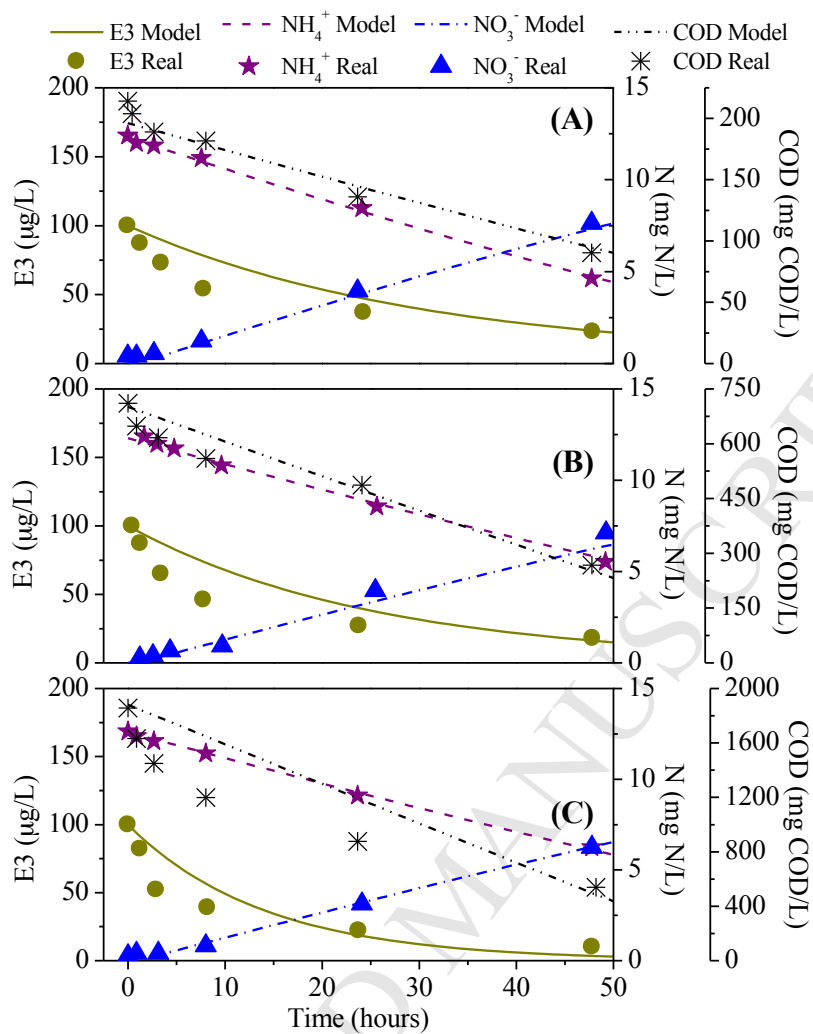 E3 Model NH₄⁺ Model NO₃⁻ Model COD Model
E3 Real NH₄⁺ Real NO₃⁻ Real COD Real
200 15
150 10 200
100 150
50 5 100
0 0 50
0
E3 (µg/L)
N (mg N/L)
COD (mg COD/L)
(A)
200 15 750
150 10 600
100 450
50 5 300
0 0 150
0
E3 (µg/L)
N (mg N/L)
COD (mg COD/L)
(B)
200 15 2000
150 10 1600
100 1200
50 5 800
0 0 400
0
E3 (µg/L)
N (mg N/L)
COD (mg COD/L)
(C)
0 10 20 30 40 50
Time (hours)
D MANUSCRIPT